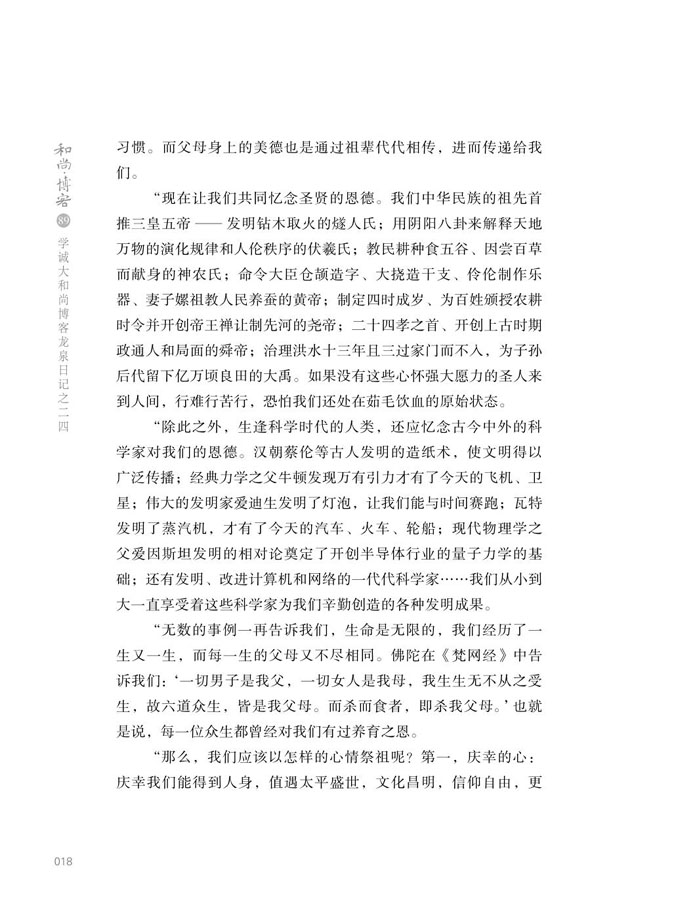 和尚·博客
89
学诚大和尚博客龙泉日记之二四
习惯。而父母身上的美德也是通过祖辈代代相传，进而传递给我
们。
“现在让我们共同忆念圣贤的恩德。我们中华民族的祖先首
推三皇五帝——发明钻木取火的燧人氏；用阴阳八卦来解释天地
万物的演化规律和人伦秩序的伏羲氏；教民耕种食五谷、因尝百草
而献身的神农氏；命令大臣仓颉造字、大挠造干支、伶伦制作乐
器、妻子嫘祖教人民养蚕的黄帝；制定四时成岁、为百姓颁授农耕
时令并开创帝王禅让制先河的尧帝；二十四孝之首、开创上古时期
政通人和局面的舜帝；治理洪水十三年且三过家门而不入，为子孙
后代留下亿万顷良田的大禹。如果没有这些心怀强大愿力的圣人来
到人间，行难行苦行，恐怕我们还处在茹毛饮血的原始状态。
“除此之外，生逢科学时代的人类，还应忆念古今中外的科
学家对我们的恩德。汉朝蔡伦等古人发明的造纸术，使文明得以
广泛传播；经典力学之父牛顿发现万有引力才有了今天的飞机、卫
星；伟大的发明家爱迪生发明了灯泡，让我们能与时间赛跑；瓦特
发明了蒸汽机，才有了今天的汽车、火车、轮船；现代物理学之
父爱因斯坦发明的相对论奠定了开创半导体行业的量子力学的基
础；还有发明、改进计算机和网络的一代代科学家……我们从小到
大一直享受着这些科学家为我们辛勤创造的各种发明成果。
“无数的事例一再告诉我们，生命是无限的，我们经历了一
生又一生，而每一生的父母又不尽相同。佛陀在《梵网经》中告
诉我们：‘一切男子是我父，一切女人是我母，我生生无不从之受
生，故六道众生，皆是我父母。而杀而食者，即杀我父母。’也就
是说，每一位众生都曾经对我们有过养育之恩。
“那么，我们应该以怎样的心情祭祖呢？第一，庆幸的心：
庆幸我们能得到人身，值遇太平盛世，文化昌明，信仰自由，更
018